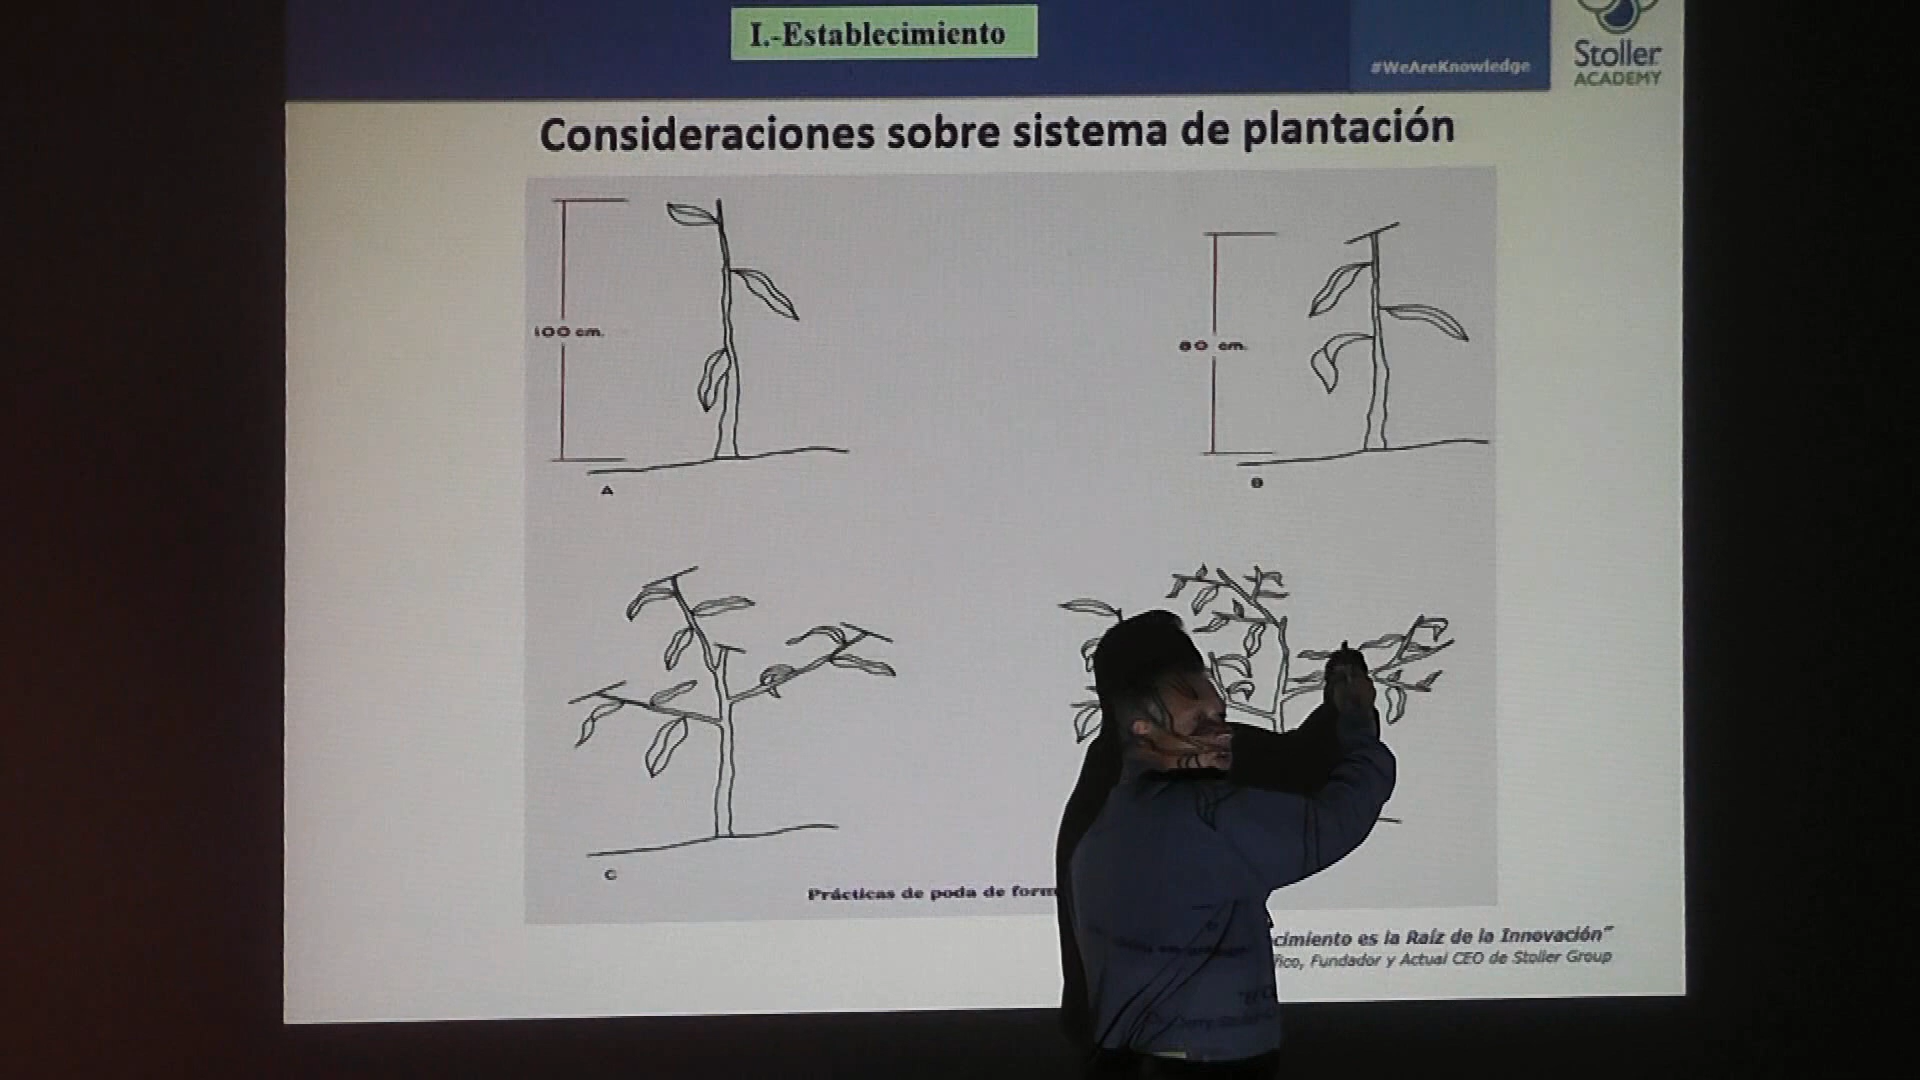 I.-Establecimiento
#WeAreKnowledge
Stoller
ACADEMY
Consideraciones sobre sistema de plantación
100 cm.
80 cm.
A
B
C
Prácticas de poda de form
cimiento es la Raíz de la Innovación”
fico, Fundador y Actual CEO de Stoller Group